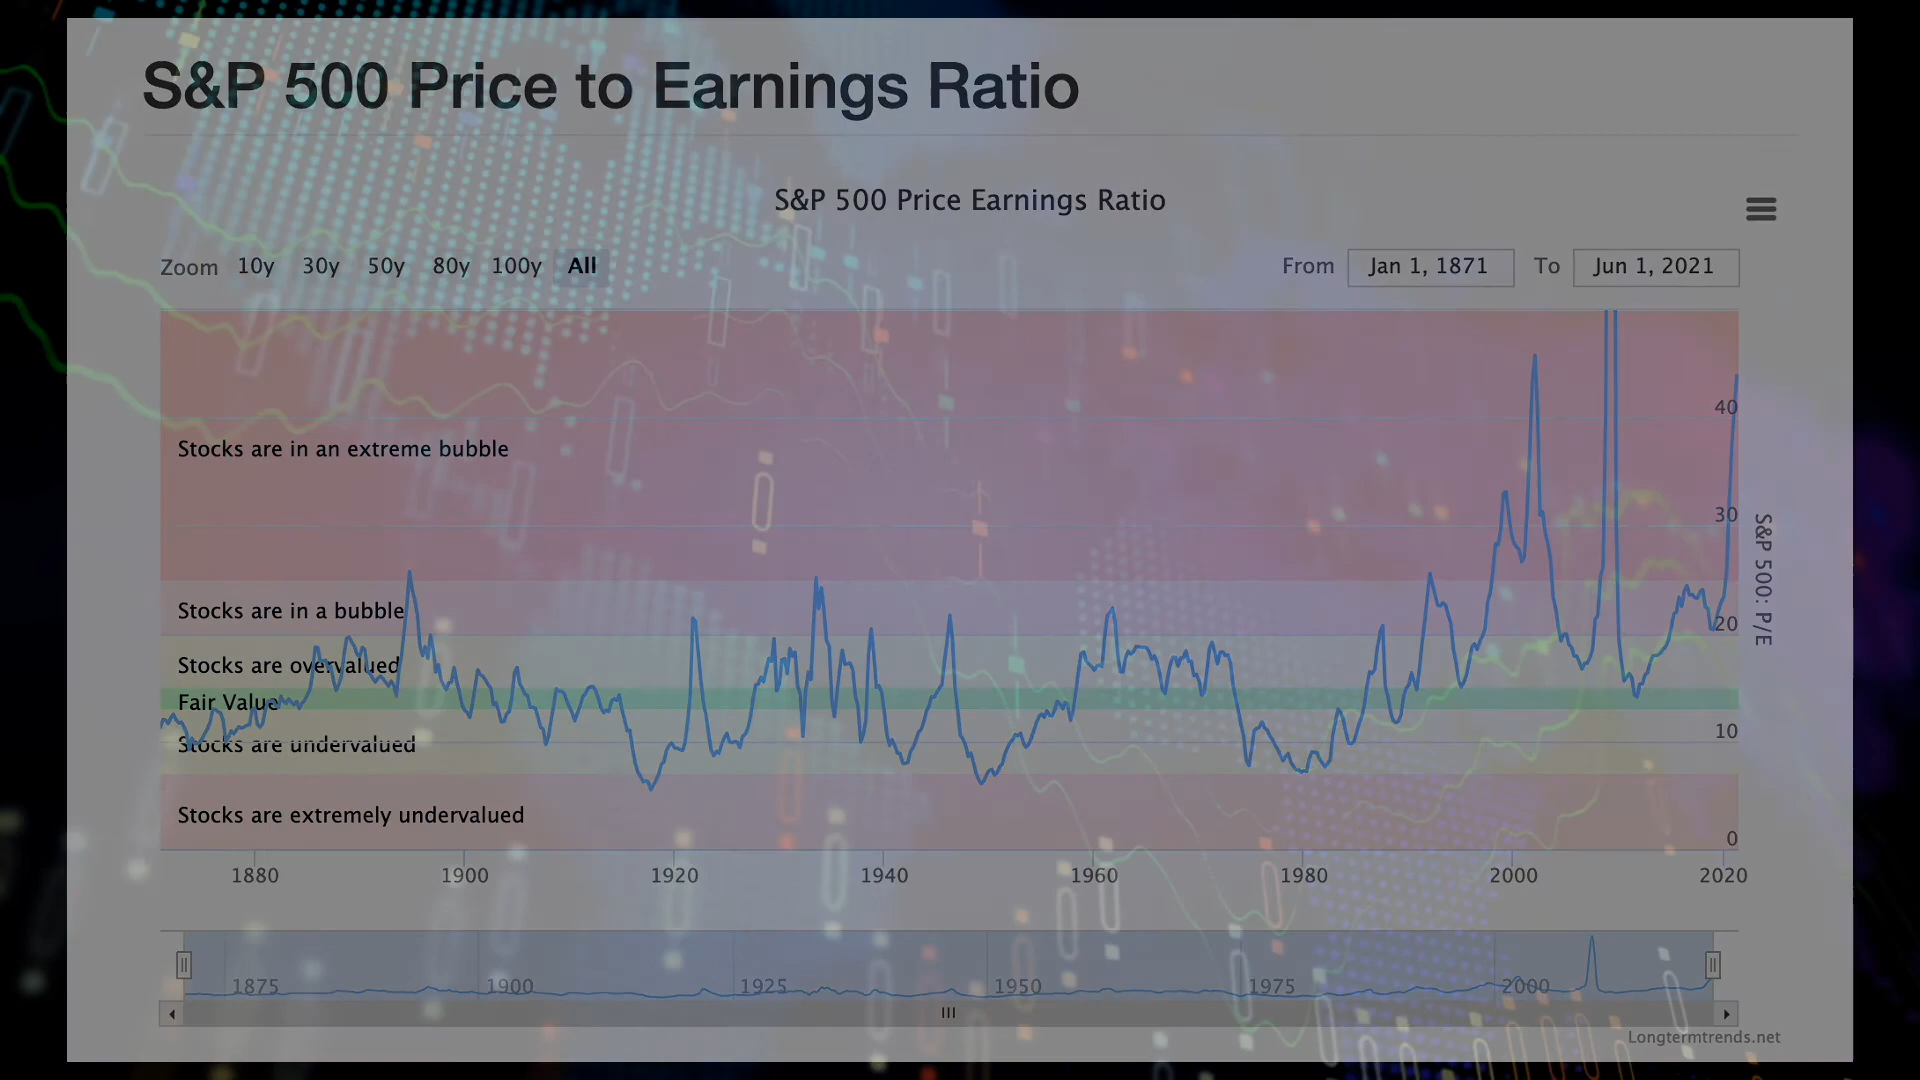 S&P 500 Price to Earnings Ratio
S&P 500 Price Earnings Ratio
Zoom 10y 30y 50y 80y 100y All From Jan 1, 1871 To Jun 1, 2021
40
Stocks are in an extreme bubble
30
S&P 500: P/E
Stocks are in a bubble
20
Stocks are overvalued
Fair Value
10
Stocks are undervalued
Stocks are extremely undervalued
0
1880 1900 1920 1940 1960 1980 2000 2020
1875 1900 1925 1950 1975 2000
Longtermtrends.net